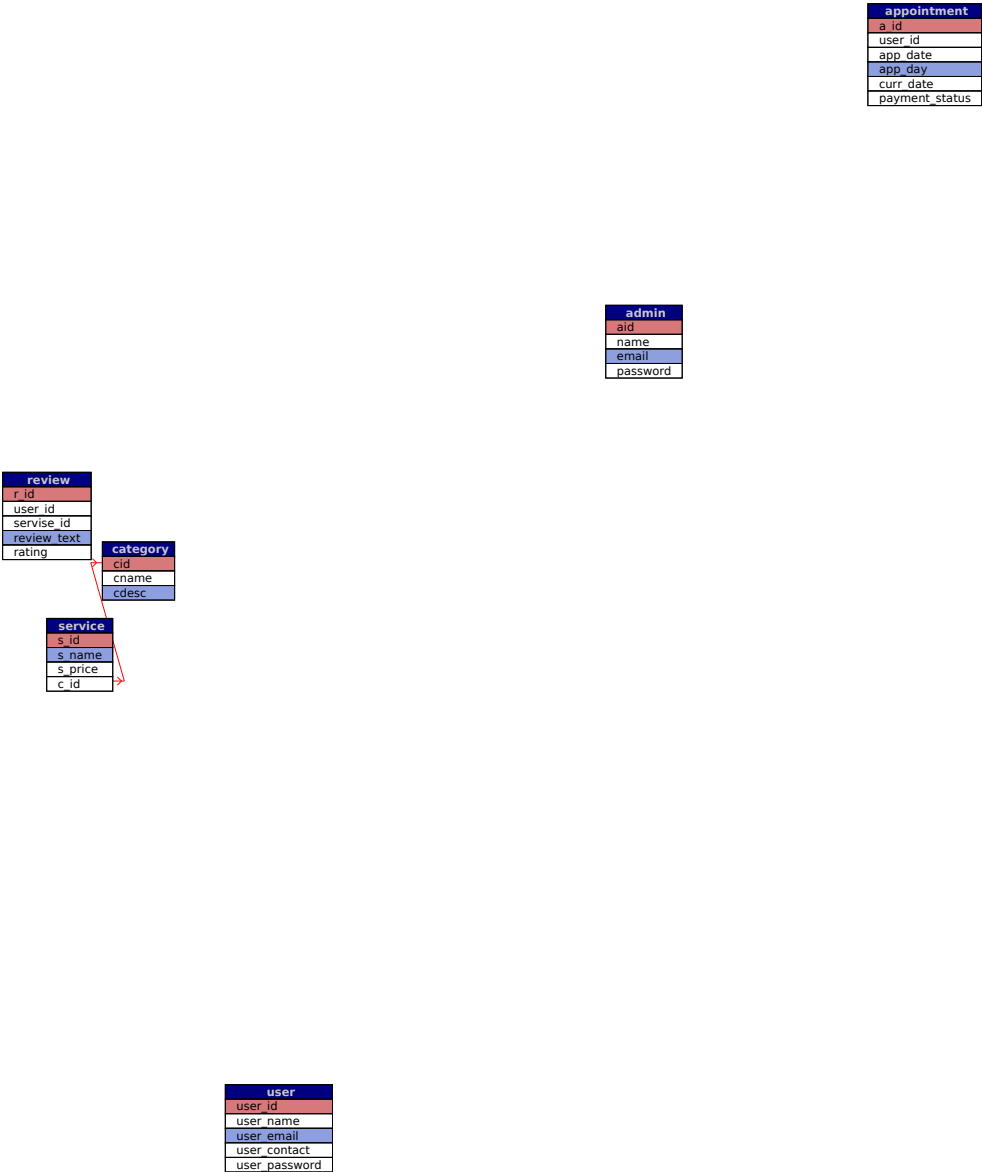 appointment
a_id
user_id
app_date
app_day
curr_date
payment_status
admin
aid
name
email
password
review
r_id
user_id
servise_id
review_text
rating
category
cid
cname
cdesc
service
s_id
s_name
s_price
c_id
user
user_id
user_name
user_email
user_contact
user_password